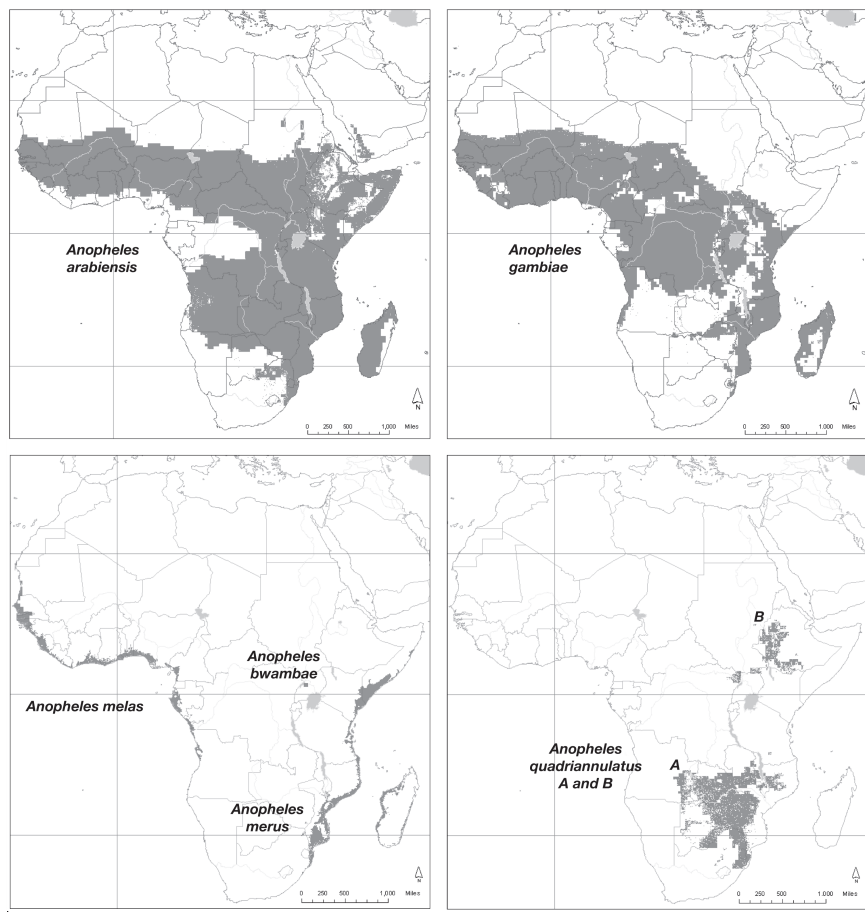 Anopheles
arabiensis
N
0 250 500 1,000 Miles
Anopheles
gambiae
N
0 250 500 1,000 Miles
Anopheles
bwambae
Anopheles melas
Anopheles
merus
N
0 250 500 1,000 Miles
B
Anopheles
quadriannulatus
A and B
A
N
0 250 500 1,000 Miles